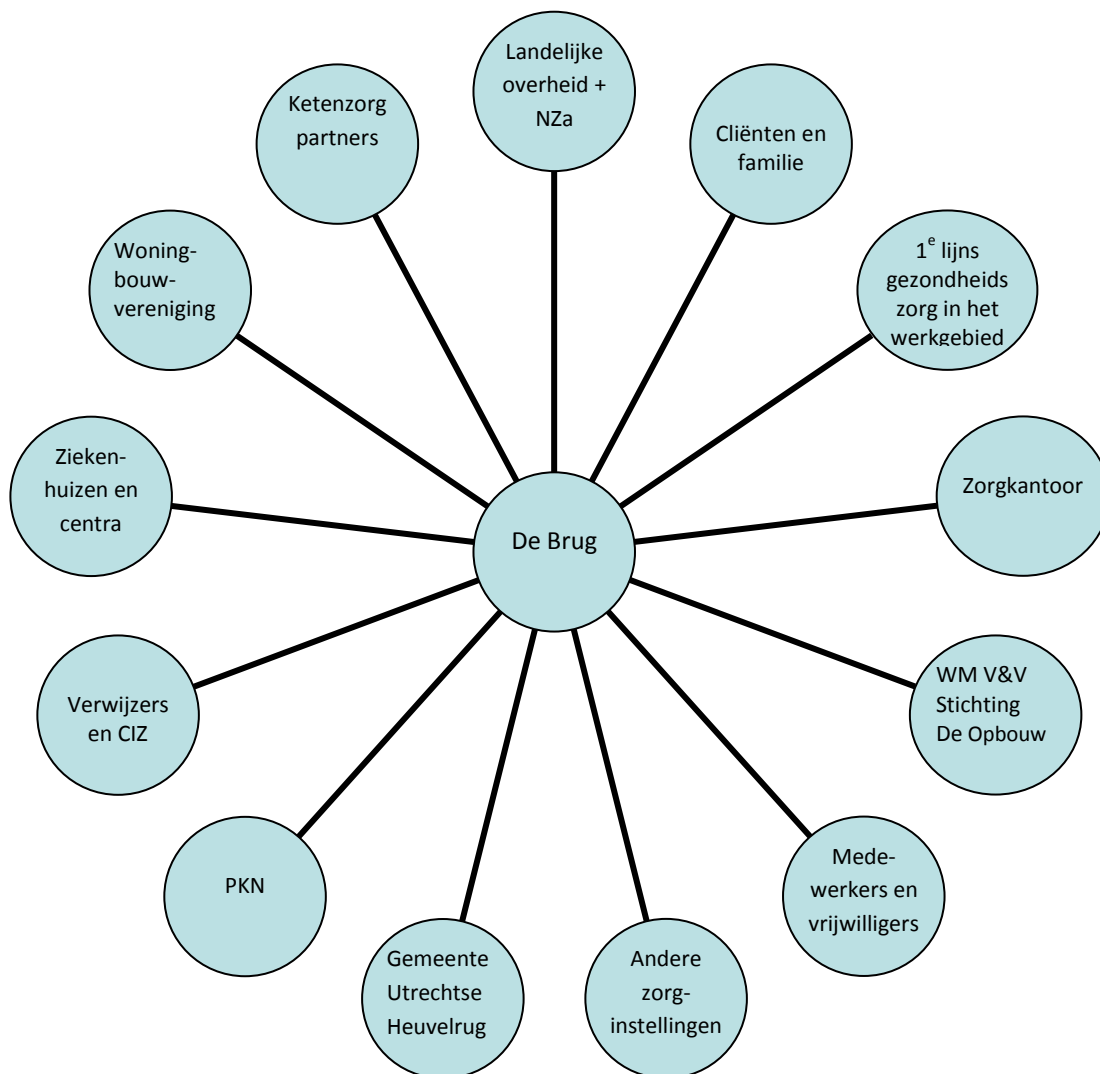 Landelijke
overheid +
NZa
Cliënten en
familie
1e lijns
gezondheids
zorg in het
werkgebied
Zorgkantoor
WM V&V
Stichting
De Opbouw
Mede-
werkers en
vrijwilligers
Andere
zorg-
instellingen
Gemeente
Utrechtse
Heuvelrug
PKN
Verwijzers
en CIZ
Zieken-
huizen en
centra
Woning-
bouw-
vereniging
Ketenzorg
partners
De Brug